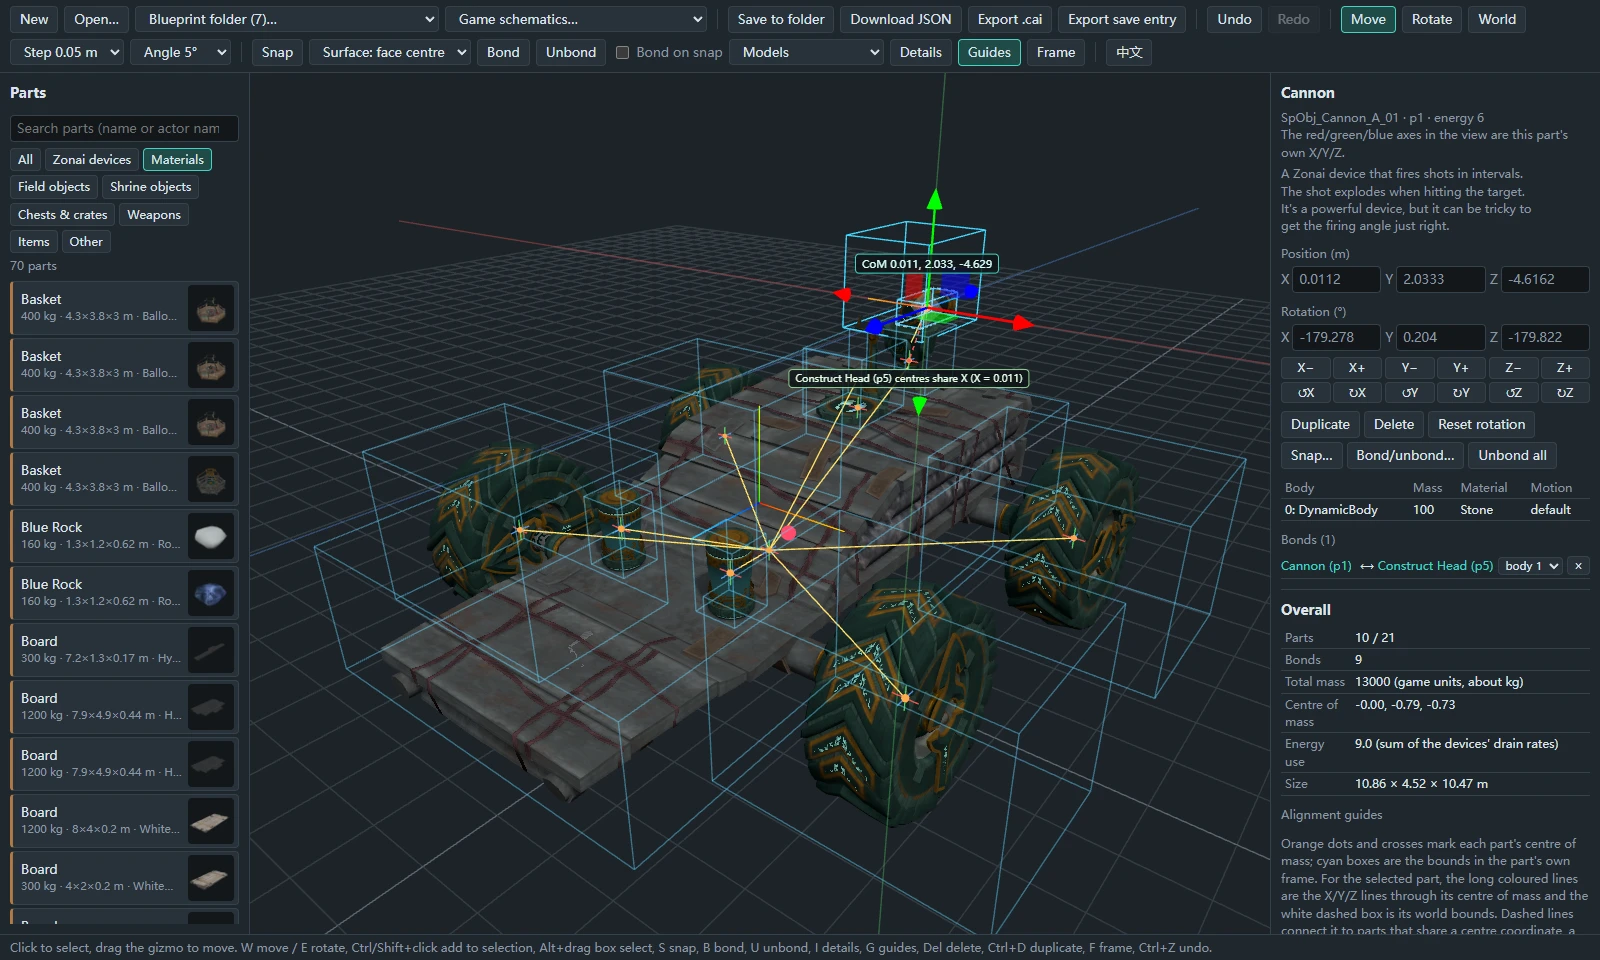 New Open... Blueprint folder (7)... Game schematics... Save to folder Download JSON Export .cai Export save entry Undo Redo Move Rotate World
Step 0.05 m Angle 5° Snap Surface: face centre Bond Unbond Bond on snap Models Details Guides Frame 中文
Parts
Search parts (name or actor nam
All Zonai devices Materials
Field objects Shrine objects
Chests & crates Weapons
Items Other
70 parts
Basket
400 kg · 4.3×3.8×3 m · Ballo...
Basket
400 kg · 4.3×3.8×3 m · Ballo...
Basket
400 kg · 4.3×3.8×3 m · Ballo...
Basket
400 kg · 4.3×3.8×3 m · Ballo...
Blue Rock
160 kg · 1.3×1.2×0.62 m · Ro...
Blue Rock
160 kg · 1.3×1.2×0.62 m · Ro...
Board
300 kg · 7.2×1.3×0.17 m · Hy...
Board
1200 kg · 7.9×4.9×0.44 m · H...
Board
1200 kg · 7.9×4.9×0.44 m · H...
Board
1200 kg · 8×4×0.2 m · White...
Board
300 kg · 4×2×0.2 m · White...
CoM 0.011, 2.033, -4.629
Construct Head (p5) centres share X (X = 0.011)
Cannon
SpObj_Cannon_A_01 · p1 · energy 6
The red/green/blue axes in the view are this part's
own X/Y/Z.
A Zonai device that fires shots in intervals.
The shot explodes when hitting the target.
It's a powerful device, but it can be tricky to
get the firing angle just right.
Position (m)
X 0.0112 Y 2.0333 Z -4.6162
Rotation (°)
X -179.278 Y 0.204 Z -179.822
X− X+ Y− Y+ Z− Z+
↺X ↻X ↺Y ↻Y ↺Z ↻Z
Duplicate Delete Reset rotation
Snap... Bond/unbond... Unbond all
Body Mass Material Motion
0: DynamicBody 100 Stone default
Bonds (1)
Cannon (p1) ↔ Construct Head (p5) body 1 ×
Overall
Parts 10 / 21
Bonds 9
Total mass 13000 (game units, about kg)
Centre of mass -0.00, -0.79, -0.73
Energy use 9.0 (sum of the devices' drain rates)
Size 10.86 × 4.52 × 10.47 m
Alignment guides
Orange dots and crosses mark each part's centre of
mass; cyan boxes are the bounds in the part's own
frame. For the selected part, the long coloured lines
are the X/Y/Z lines through its centre of mass and the
white dashed box is its world bounds. Dashed lines
connect it to parts that share a centre coordinate, a
Click to select, drag the gizmo to move. W move / E rotate, Ctrl/Shift+click add to selection, Alt+drag box select, S snap, B bond, U unbond, I details, G guides, Del delete, Ctrl+D duplicate, F frame, Ctrl+Z undo.